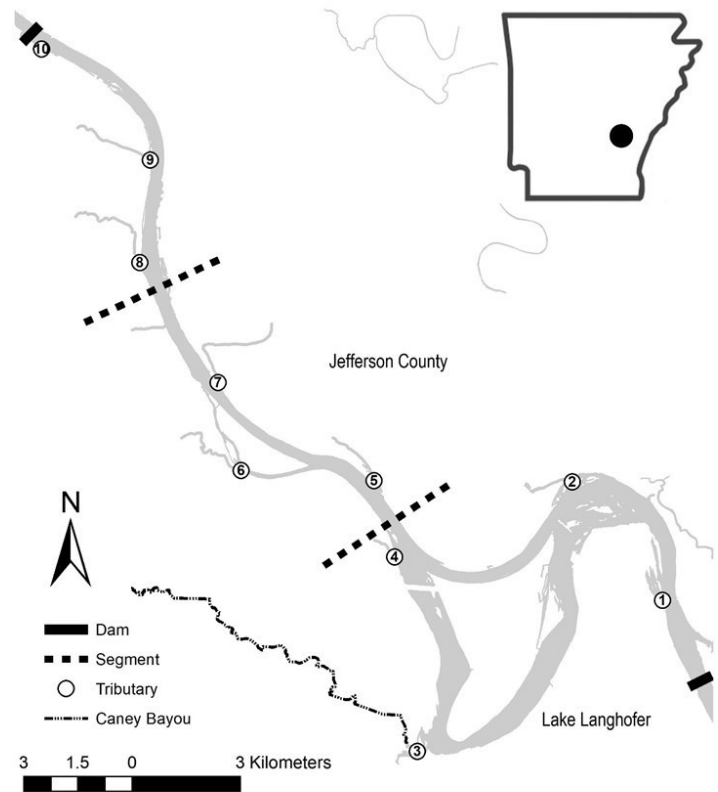 10
9
8
Jefferson County
7
6
5
2
4
1
N
Dam
Segment
Tributary
Caney Bayou
Lake Langhofer
3
3 1.5 0 3 Kilometers